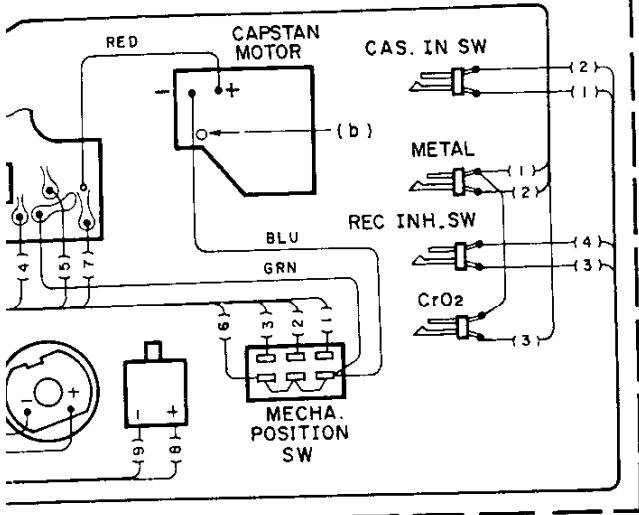 RED
CAPSTAN
MOTOR
CAS. IN SW
(2)
(1)
- +
(b)
METAL
(1)
(2)
REC INH. SW
(4)
(3)
BLU
GRN
(4)
(5)
(7)
CrO2
(3)
(6)
(3)
(2)
(1)
- +
- +
(9)
(8)
MECHA.
POSITION
SW